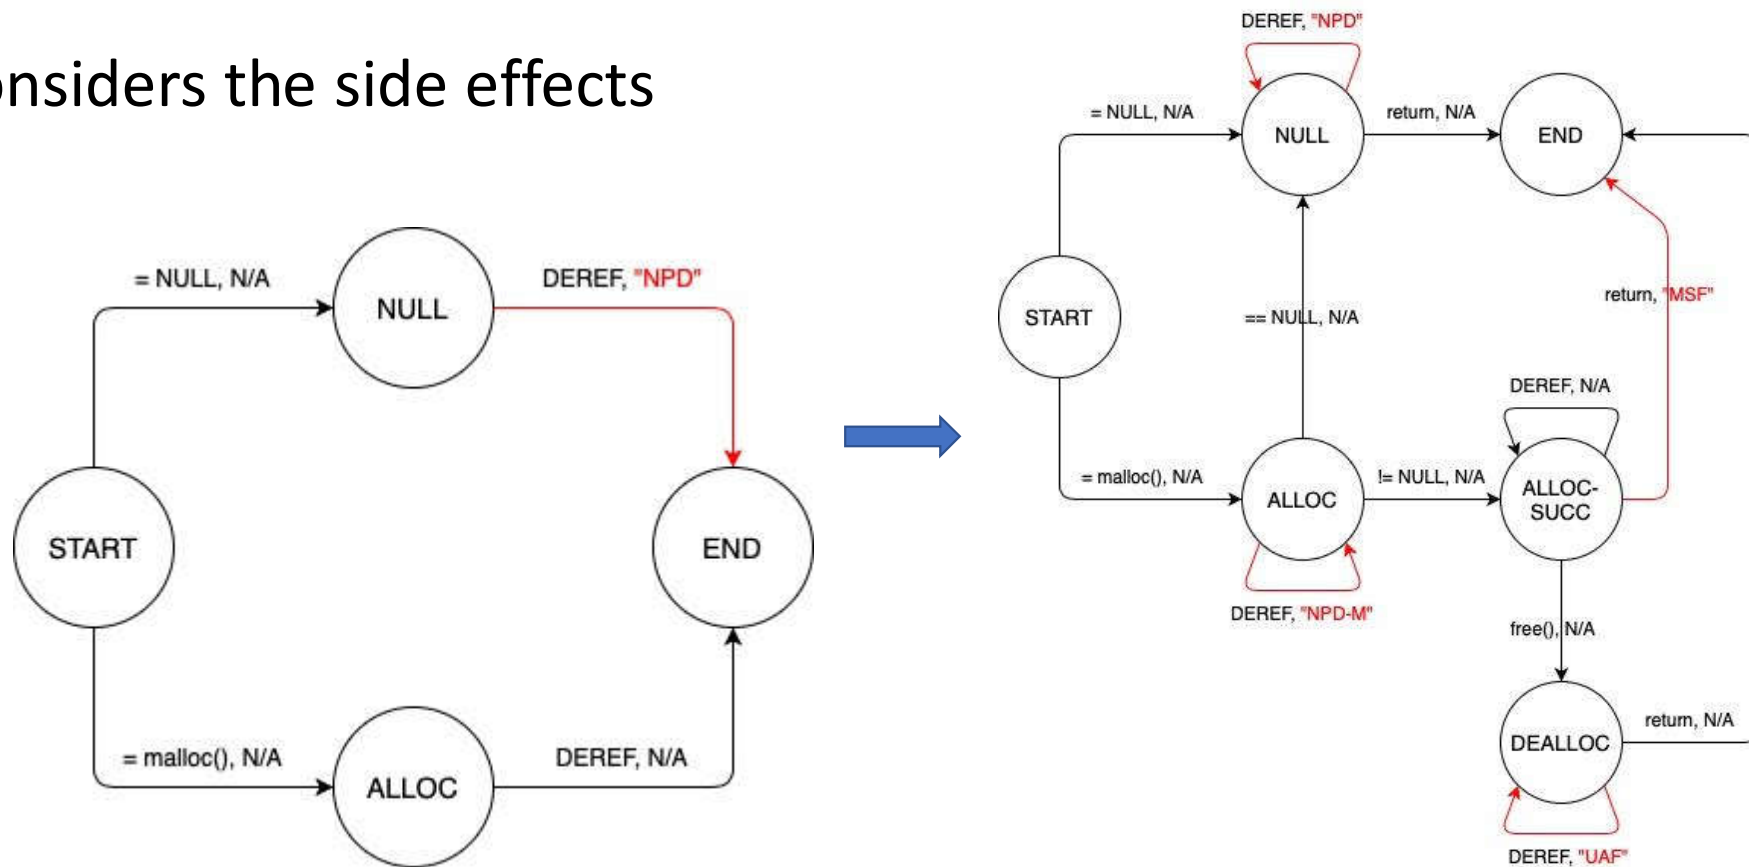 onsiders the side effects
= NULL, N/A
NULL
DEREF, "NPD"
START
END
= malloc(), N/A
ALLOC
DEREF, N/A
DEREF, "NPD"
= NULL, N/A
NULL
return, N/A
END
START
== NULL, N/A
return, "MSF"
DEREF, N/A
= malloc(), N/A
ALLOC
!= NULL, N/A
ALLOC-
SUCC
DEREF, "NPD-M"
free(), N/A
DEALLOC
return, N/A
DEREF, "UAF"